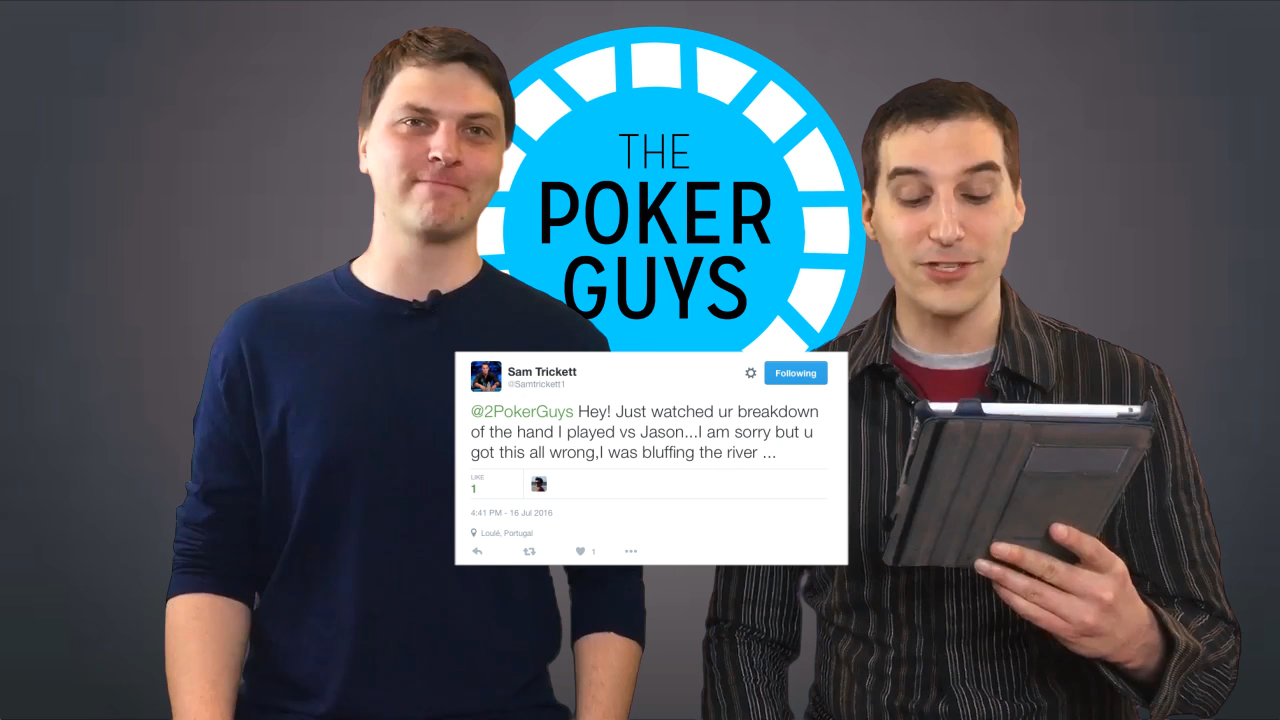 THE
POKER
GUYS
Sam Trickett
@Samtrickett1
Following
@2PokerGuys Hey! Just watched ur breakdown
of the hand I played vs Jason...I am sorry but u
got this all wrong,I was bluffing the river ...
LIKE
1
4:41 PM - 16 Jul 2016
Loulé, Portugal
1